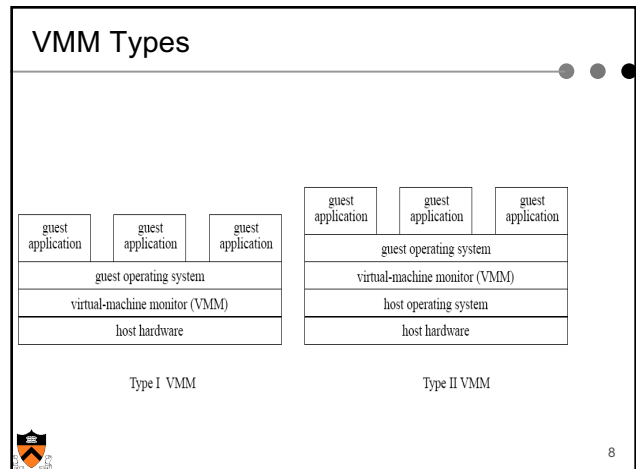 VMM Types
guest
application
guest
application
guest
application
guest operating system
virtual-machine monitor (VMM)
host hardware
Type I VMM
guest
application
guest
application
guest
application
guest operating system
virtual-machine monitor (VMM)
host operating system
host hardware
Type II VMM
8